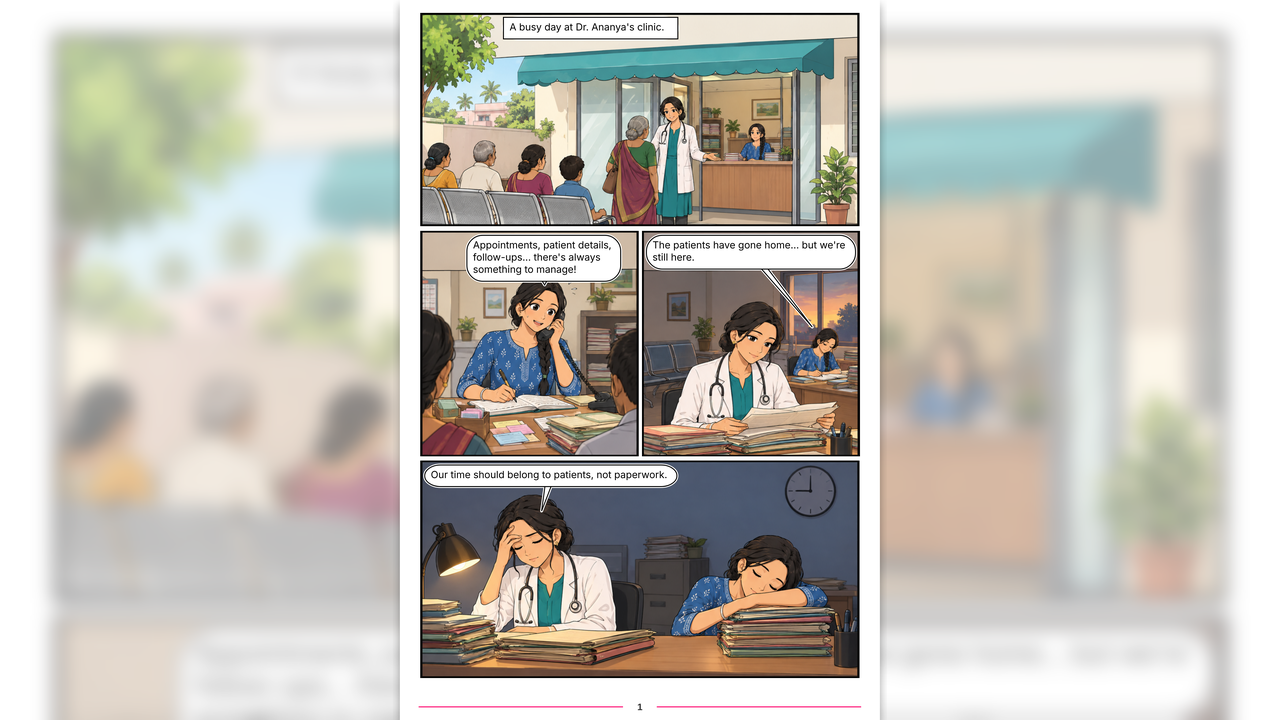 A busy day at Dr. Ananya's clinic.
Appointments, patient details,
follow-ups... there's always
something to manage!
The patients have gone home... but we're
still here.
Our time should belong to patients, not paperwork.
1